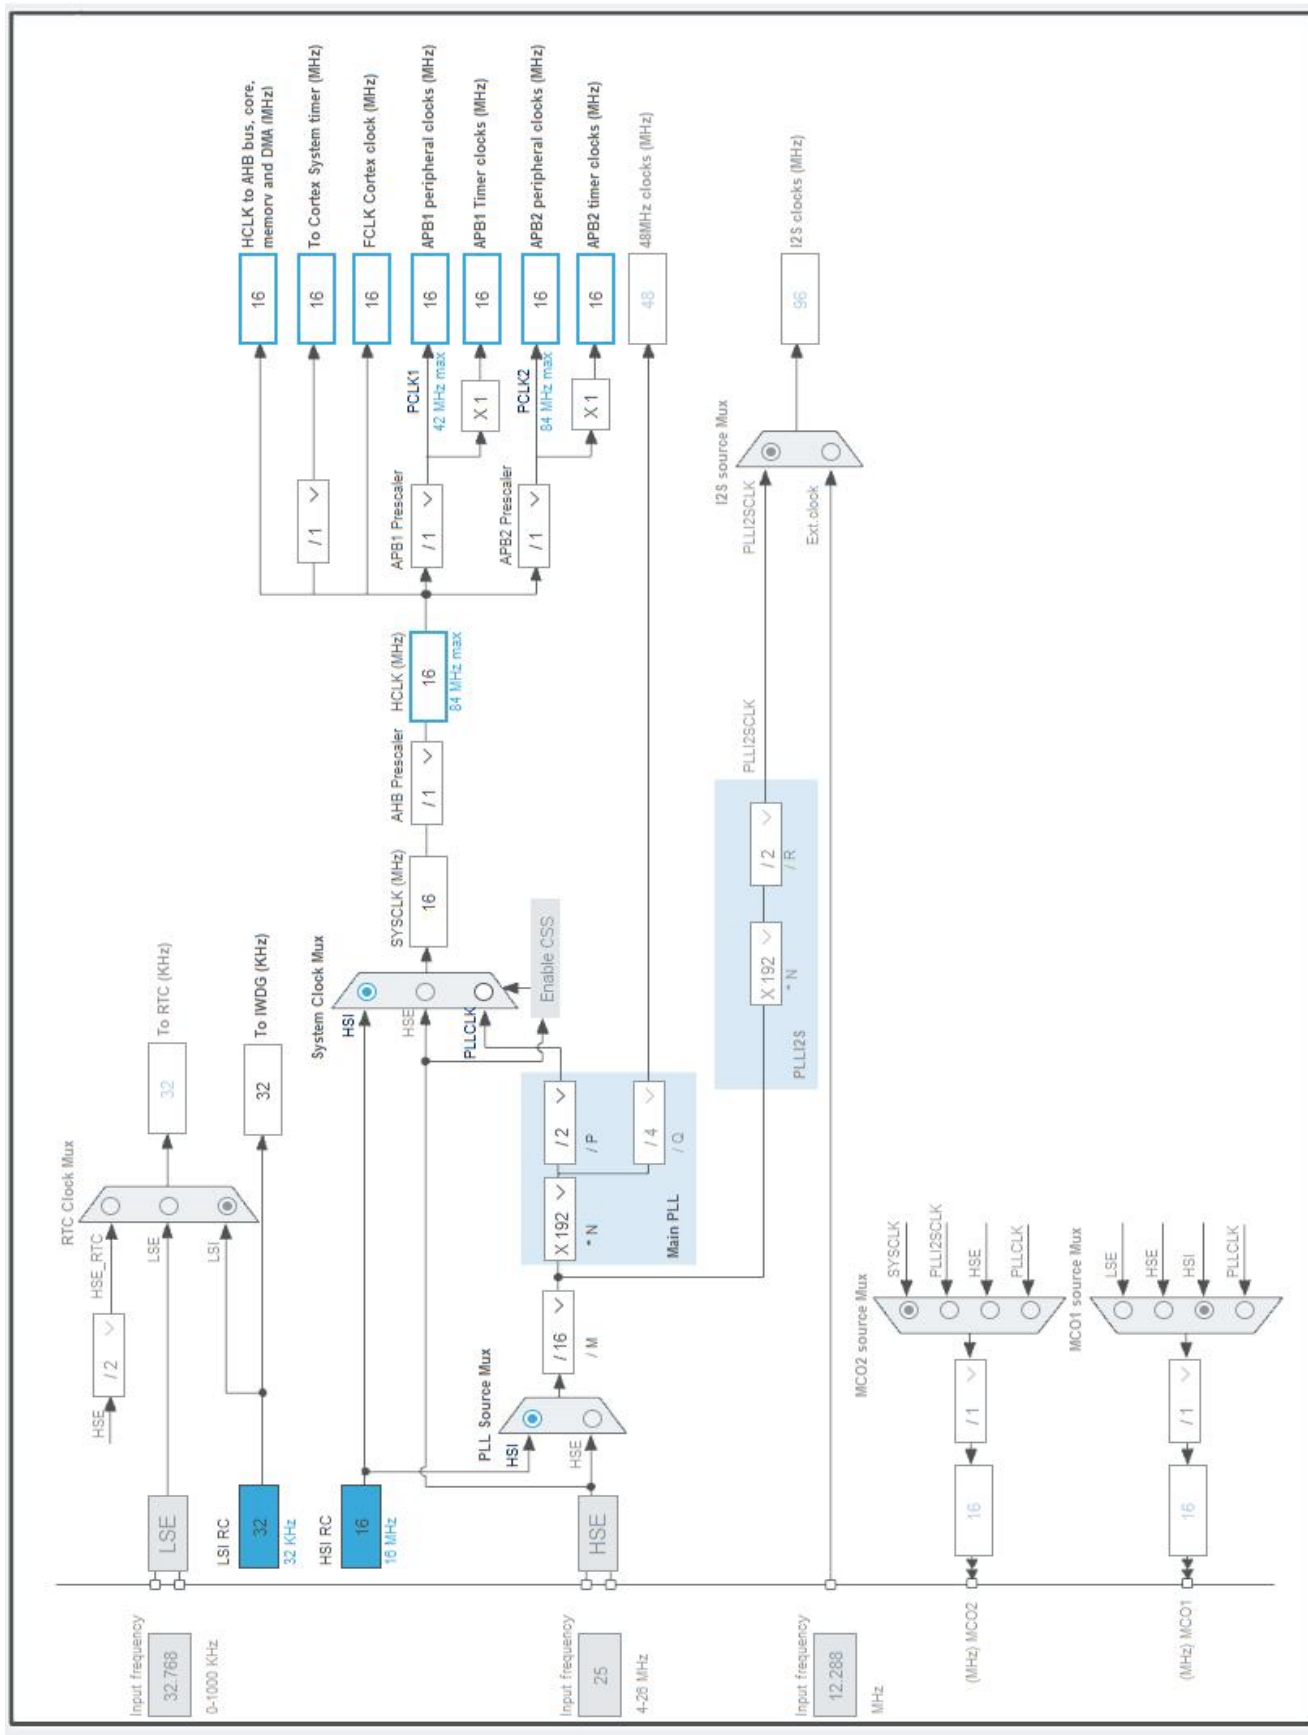 Input frequency
32.768
0-1000 KHz
LSE
HSE
/ 2
HSE_RTC
LSE
LSI
RTC Clock Mux
32
To RTC (KHz)
LSI RC
32
32 KHz
32
To IWDG (KHz)
HSI RC
16
16 MHz
System Clock Mux
HSI
HSE
PLLCLK
Enable CSS
SYSCLK (MHz)
16
AHB Prescaler
/ 1
HCLK (MHz)
16
84 MHz max
/ 1
APB1 Prescaler
/ 1
APB2 Prescaler
/ 1
PCLK1
42 MHz max
X 1
PCLK2
84 MHz max
X 1
16
HCLK to AHB bus, core,
memory and DMA (MHz)
16
To Cortex System timer (MHz)
16
FCLK Cortex clock (MHz)
16
APB1 peripheral clocks (MHz)
16
APB1 Timer clocks (MHz)
16
APB2 peripheral clocks (MHz)
16
APB2 timer clocks (MHz)
48
48MHz clocks (MHz)
Input frequency
25
4-26 MHz
HSE
PLL Source Mux
HSI
HSE
/ 16
/ M
X 192
* N
/ 2
/ P
/ 4
/ Q
Main PLL
X 192
* N
/ 2
/ R
PLLI2S
PLLI2SCLK
PLLI2SCLK
I2S source Mux
Ext.clock
96
I2S clocks (MHz)
Input frequency
12.288
MHz
MCO2 source Mux
SYSCLK
PLLI2SCLK
HSE
PLLCLK
/ 1
16
(MHz) MCO2
MCO1 source Mux
LSE
HSE
HSI
PLLCLK
/ 1
16
(MHz) MCO1